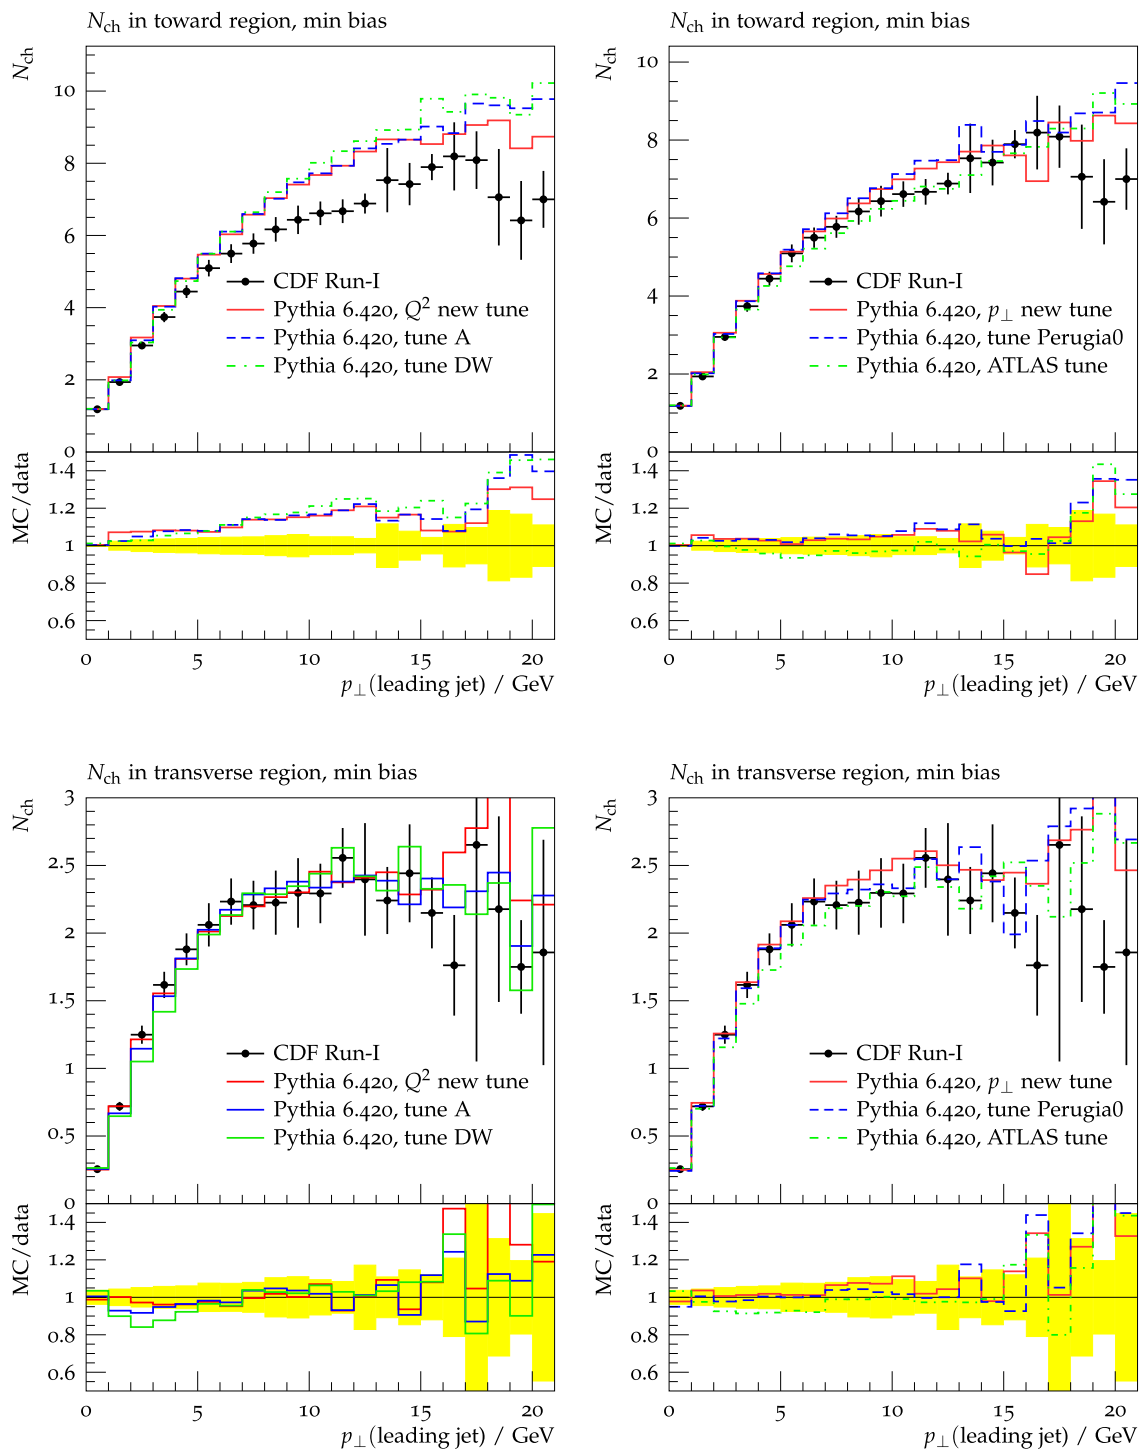 N_ch in toward region, min bias
N_ch
10
8
6
4
2
0
CDF Run-I
Pythia 6.420, Q² new tune
Pythia 6.420, tune A
Pythia 6.420, tune DW
MC/data
1.4
1.2
1
0.8
0.6
0 5 10 15 20
p⊥(leading jet) / GeV
N_ch in toward region, min bias
N_ch
10
8
6
4
2
0
CDF Run-I
Pythia 6.420, p⊥ new tune
Pythia 6.420, tune Perugia0
Pythia 6.420, ATLAS tune
MC/data
1.4
1.2
1
0.8
0.6
0 5 10 15 20
p⊥(leading jet) / GeV
N_ch in transverse region, min bias
N_ch
3
2.5
2
1.5
1
0.5
0
CDF Run-I
Pythia 6.420, Q² new tune
Pythia 6.420, tune A
Pythia 6.420, tune DW
MC/data
1.4
1.2
1
0.8
0.6
0 5 10 15 20
p⊥(leading jet) / GeV
N_ch in transverse region, min bias
N_ch
3
2.5
2
1.5
1
0.5
0
CDF Run-I
Pythia 6.420, p⊥ new tune
Pythia 6.420, tune Perugia0
Pythia 6.420, ATLAS tune
MC/data
1.4
1.2
1
0.8
0.6
0 5 10 15 20
p⊥(leading jet) / GeV